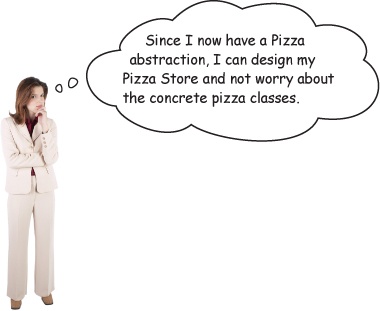 Since I now have a Pizza
abstraction, I can design my
Pizza Store and not worry about
the concrete pizza classes.